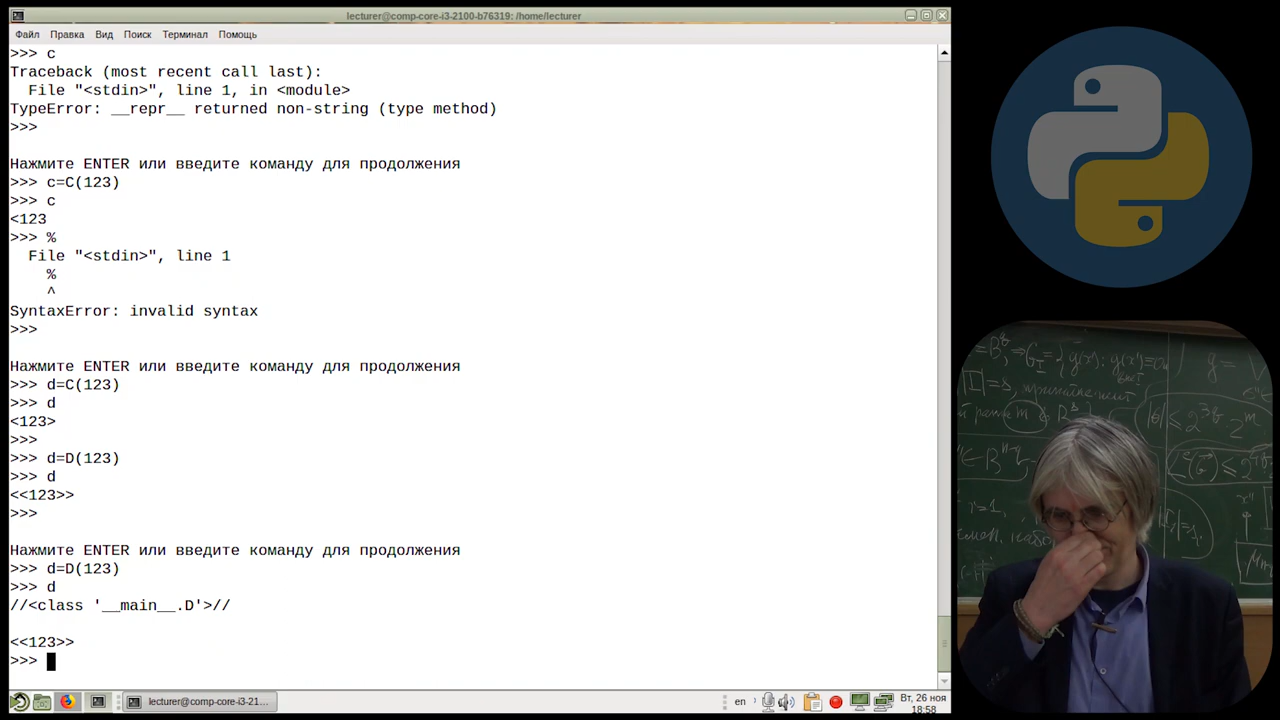 lecturer@comp-core-i3-2100-b76319: /home/lecturer
Файл Правка Вид Поиск Терминал Помощь
>>> c
Traceback (most recent call last):
  File "<stdin>", line 1, in <module>
TypeError: __repr__ returned non-string (type method)
>>>
Нажмите ENTER или введите команду для продолжения
>>> c=C(123)
>>> c
<123
>>> %
  File "<stdin>", line 1
    %
    ^
SyntaxError: invalid syntax
>>>
Нажмите ENTER или введите команду для продолжения
>>> d=C(123)
>>> d
<123>
>>>
>>> d=D(123)
>>> d
<<123>>
>>>
Нажмите ENTER или введите команду для продолжения
>>> d=D(123)
>>> d
//<class '__main__.D'>//
<<123>>
>>>
lecturer@comp-core-i3-21...
en
Вт, 26 ноя
18:58